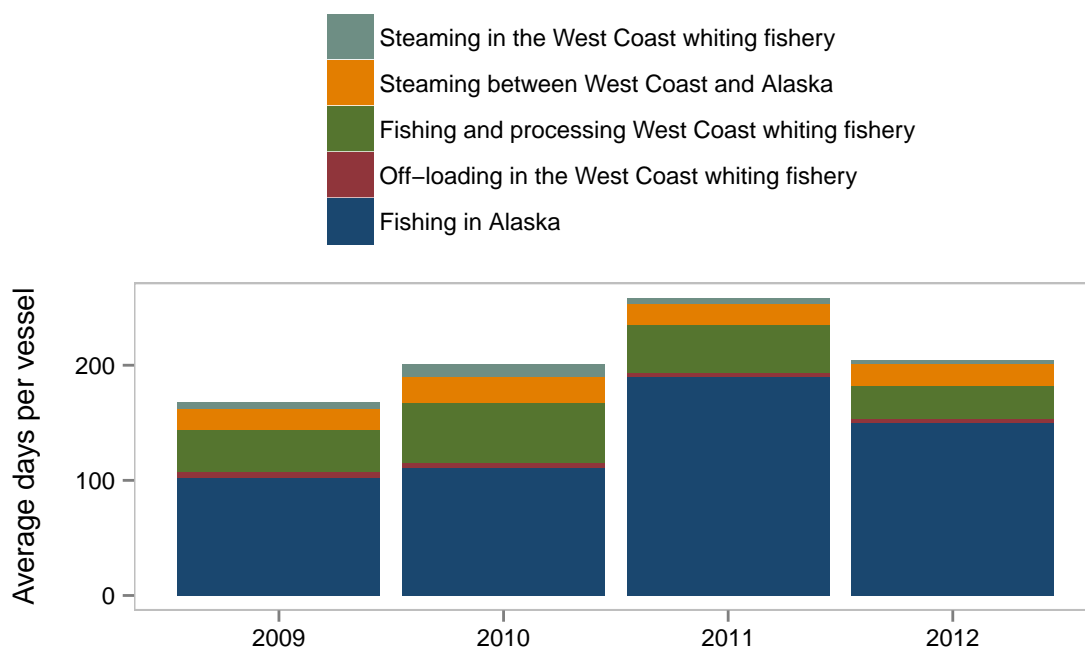 Steaming in the West Coast whiting fishery
Steaming between West Coast and Alaska
Fishing and processing West Coast whiting fishery
Off−loading in the West Coast whiting fishery
Fishing in Alaska
Average days per vessel
200
100
0
2009 2010 2011 2012